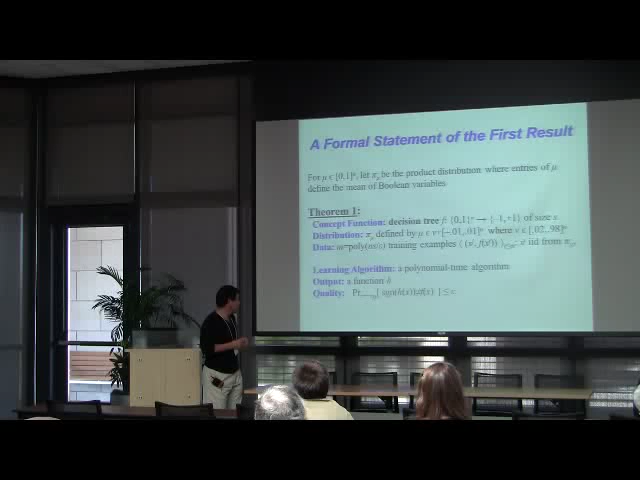 A Formal Statement of the First Result
For μ ∈ [0,1]ⁿ, let π_μ be the product distribution where entries of μ
define the mean of Boolean variables
Theorem 1:
Concept Function: decision tree f: {0,1}ⁿ → {-1,+1} of size s
Distribution: π_μ defined by μ ∈ v+[-.01,.01]ⁿ where v ∈ [.02,.98]ⁿ
Data: training examples iid from
Learning Algorithm: a polynomial-time algorithm
Output: a function h
Quality: